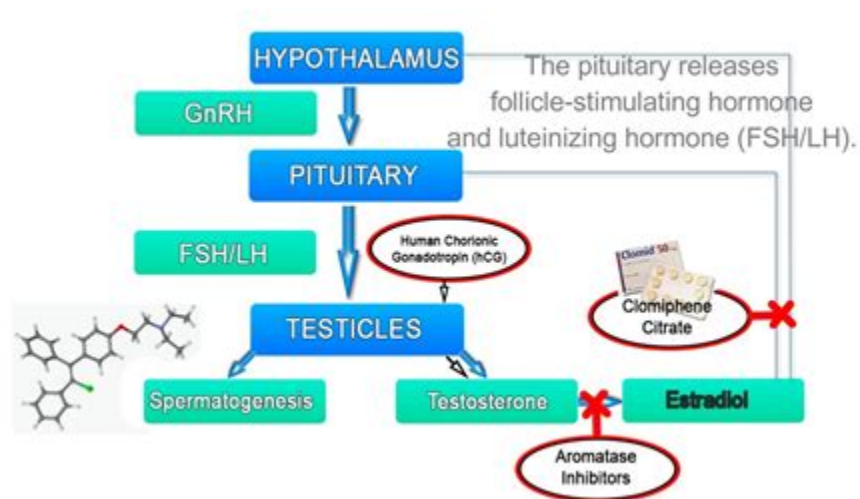 HYPOTHALAMUS
The pituitary releases
follicle-stimulating hormone
and luteinizing hormone (FSH/LH).
GnRH
PITUITARY
FSH/LH
Human Chorionic
Gonadotropin (hCG)
Clomid 50
Clomiphene
Citrate
TESTICLES
Spermatogenesis
Testosterone
Estradiol
Aromatase
Inhibitors